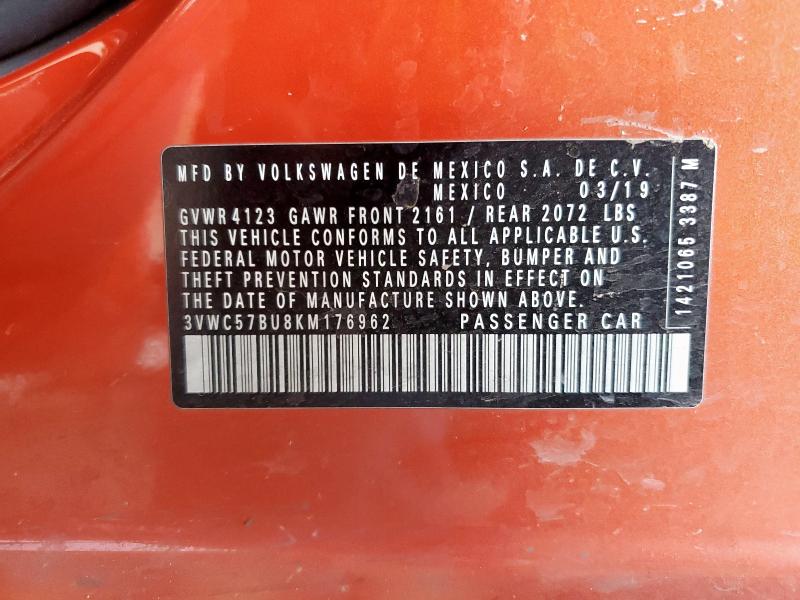 MFD BY VOLKSWAGEN DE MEXICO S.A. DE C.V.
MEXICO 03/19
GVWR 4123 GAWR FRONT 2161 / REAR 2072 LBS
THIS VEHICLE CONFORMS TO ALL APPLICABLE U.S.
FEDERAL MOTOR VEHICLE SAFETY, BUMPER AND
THEFT PREVENTION STANDARDS IN EFFECT ON
THE DATE OF MANUFACTURE SHOWN ABOVE.
3VWC57BU8KM176962 PASSENGER CAR
1421065 3387 M